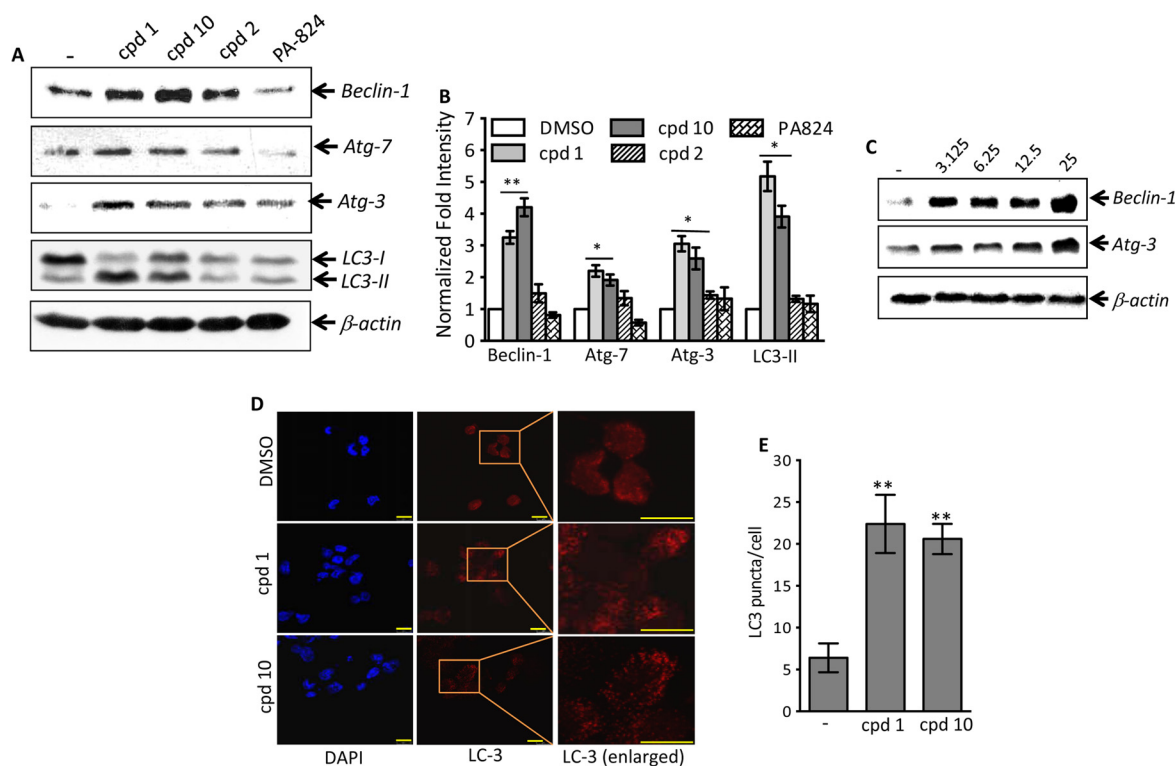 A
-
cpd 1
cpd 10
cpd 2
PA-824
Beclin-1
Atg-7
Atg-3
LC3-I
LC3-II
β-actin
B
Normalized Fold Intensity
7
6
5
4
3
2
1
0
DMSO
cpd 10
PA824
cpd 1
cpd 2
**
*
*
*
Beclin-1 Atg-7 Atg-3 LC3-II
C
-
3.125
6.25
12.5
25
Beclin-1
Atg-3
β-actin
D
DMSO
cpd 1
cpd 10
DAPI
LC-3
LC-3 (enlarged)
E
LC3 puncta/cell
30
25
20
15
10
5
0
**
**
- cpd 1 cpd 10